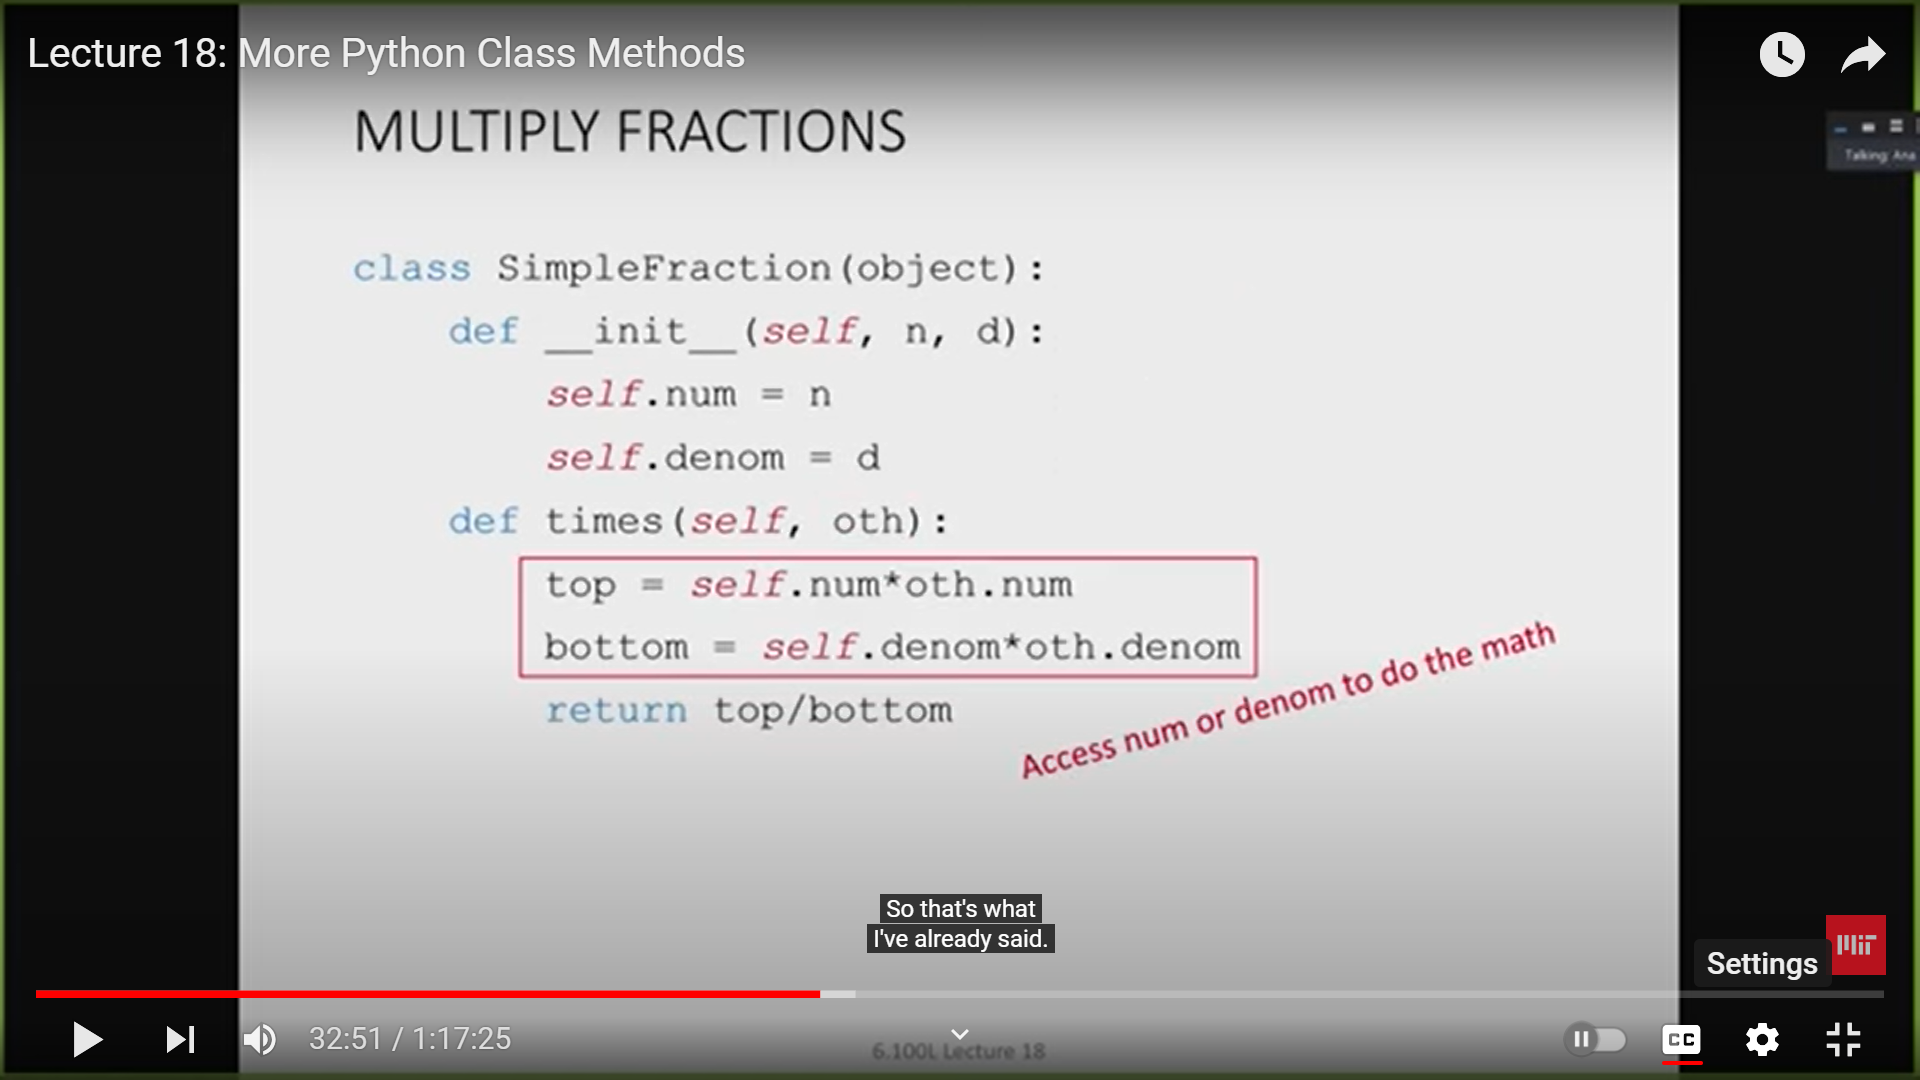 Lecture 18: More Python Class Methods
Talking: Ana
MULTIPLY FRACTIONS
class SimpleFraction(object):
    def __init__(self, n, d):
        self.num = n
        self.denom = d
    def times(self, oth):
        top = self.num*oth.num
        bottom = self.denom*oth.denom
        return top/bottom
Access num or denom to do the math
So that's what
I've already said.
MIT
Settings
32:51 / 1:17:25
CC
6.100L Lecture 18